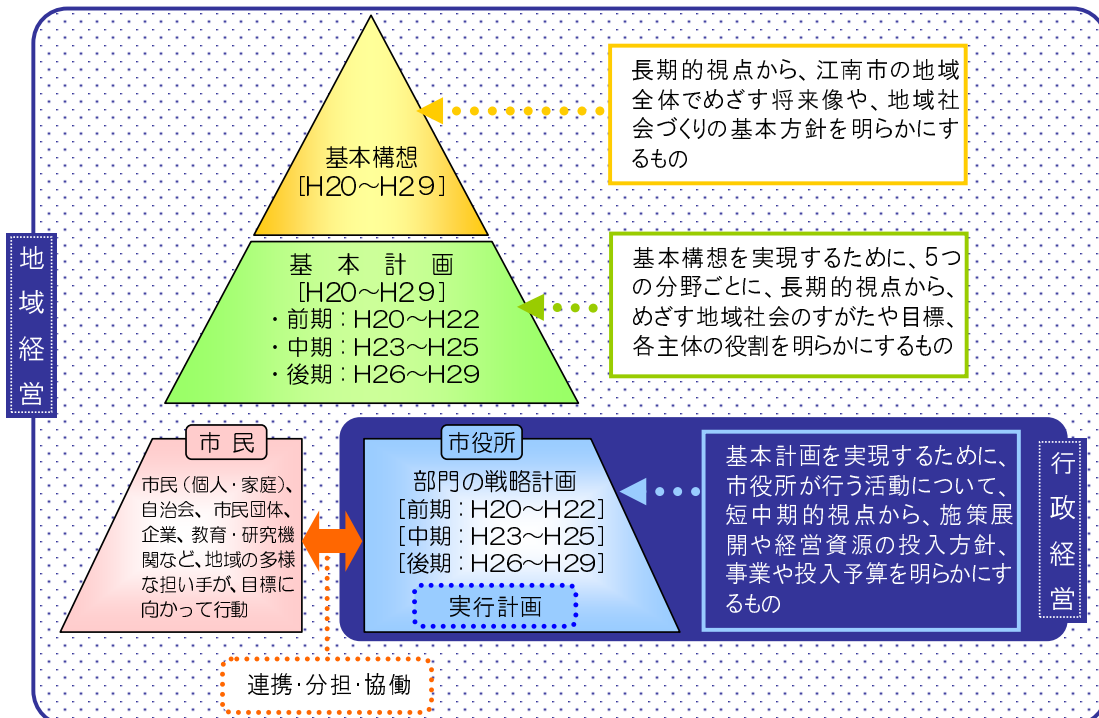 長期的視点から、江南市の地域
全体でめざす将来像や、地域社
会づくりの基本方針を明らかにす
るもの
基本構想
[H20～H29]
地域経営
基本計画
[H20～H29]
・前期：H20～H22
・中期：H23～H25
・後期：H26～H29
基本構想を実現するために、5つ
の分野ごとに、長期的視点から、
めざす地域社会のすがたや目標、
各主体の役割を明らかにするもの
市民
市民（個人・家庭）、
自治会、市民団体、
企業、教育・研究機
関など、地域の多様
な担い手が、目標に
向かって行動
市役所
部門の戦略計画
[前期：H20～H22]
[中期：H23～H25]
[後期：H26～H29]
実行計画
基本計画を実現するために、
市役所が行う活動について、
短中期的視点から、施策展
開や経営資源の投入方針、
事業や投入予算を明らかにす
るもの
行政経営
連携・分担・協働